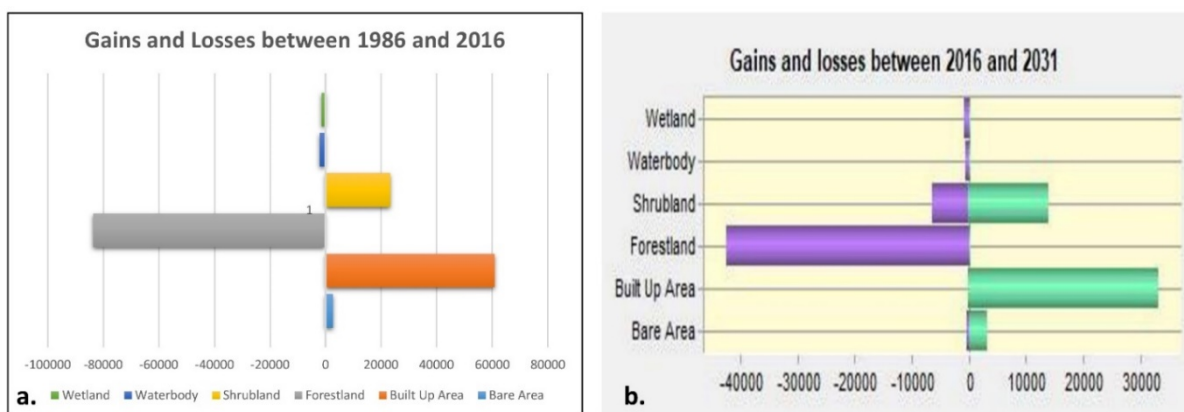 Gains and Losses between 1986 and 2016
1
-100000 -80000 -60000 -40000 -20000 0 20000 40000 60000 80000
a. Wetland Waterbody Shrubland Forestland Built Up Area Bare Area
Gains and losses between 2016 and 2031
Wetland
Waterbody
Shrubland
Forestland
Built Up Area
Bare Area
-40000 -30000 -20000 -10000 0 10000 20000 30000
b.